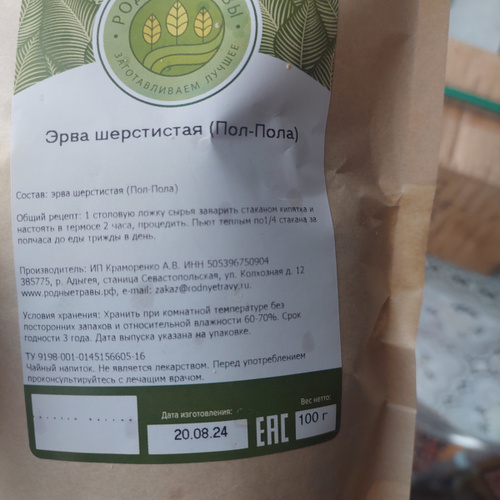 ЗАГОТАВЛИВАЕМ ЛУЧШЕЕ
Эрва шерстистая (Пол-Пола)
Состав: эрва шерстистая (Пол-Пола)
Общий рецепт: 1 столовую ложку сырья заварить стаканом кипятка и
настоять в термосе 2 часа, процедить. Пьют теплым по1/4 стакана за
полчаса до еды трижды в день.
Производитель: ИП Краморенко А.В. ИНН 505396750904
385775, р. Адыгея, станица Севастопольская, ул. Колхозная д. 12
www.родныетравы.рф, e-mail: zakaz@rodnyetravy.ru.
Условия хранения: Хранить при комнатной температуре без
посторонних запахов и относительной влажности 60-70%. Срок
годности 3 года. Дата выпуска указана на упаковке.
ТУ 9198-001-0145156605-16
Чайный напиток. Не является лекарством. Перед употреблением
проконсультируйтесь с лечащим врачом.
Дата изготовления:
20.08.24
EAC
Вес нетто:
100 г